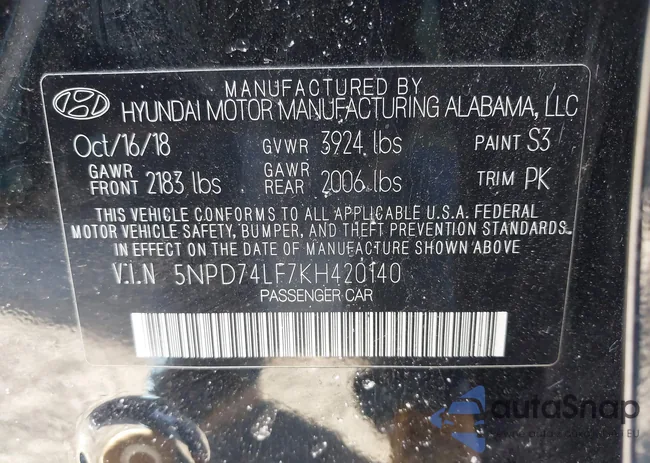 MANUFACTURED BY
HYUNDAI MOTOR MANUFACTURING ALABAMA, LLC
Oct/16/18 GVWR 3924 lbs PAINT S3
GAWR FRONT 2183 lbs GAWR REAR 2006 lbs TRIM PK
THIS VEHICLE CONFORMS TO ALL APPLICABLE U.S.A. FEDERAL
MOTOR VEHICLE SAFETY, BUMPER, AND THEFT PREVENTION STANDARDS
IN EFFECT ON THE DATE OF MANUFACTURE SHOWN ABOVE
V.I.N 5NPD74LF7KH420140
PASSENGER CAR
autoSnap